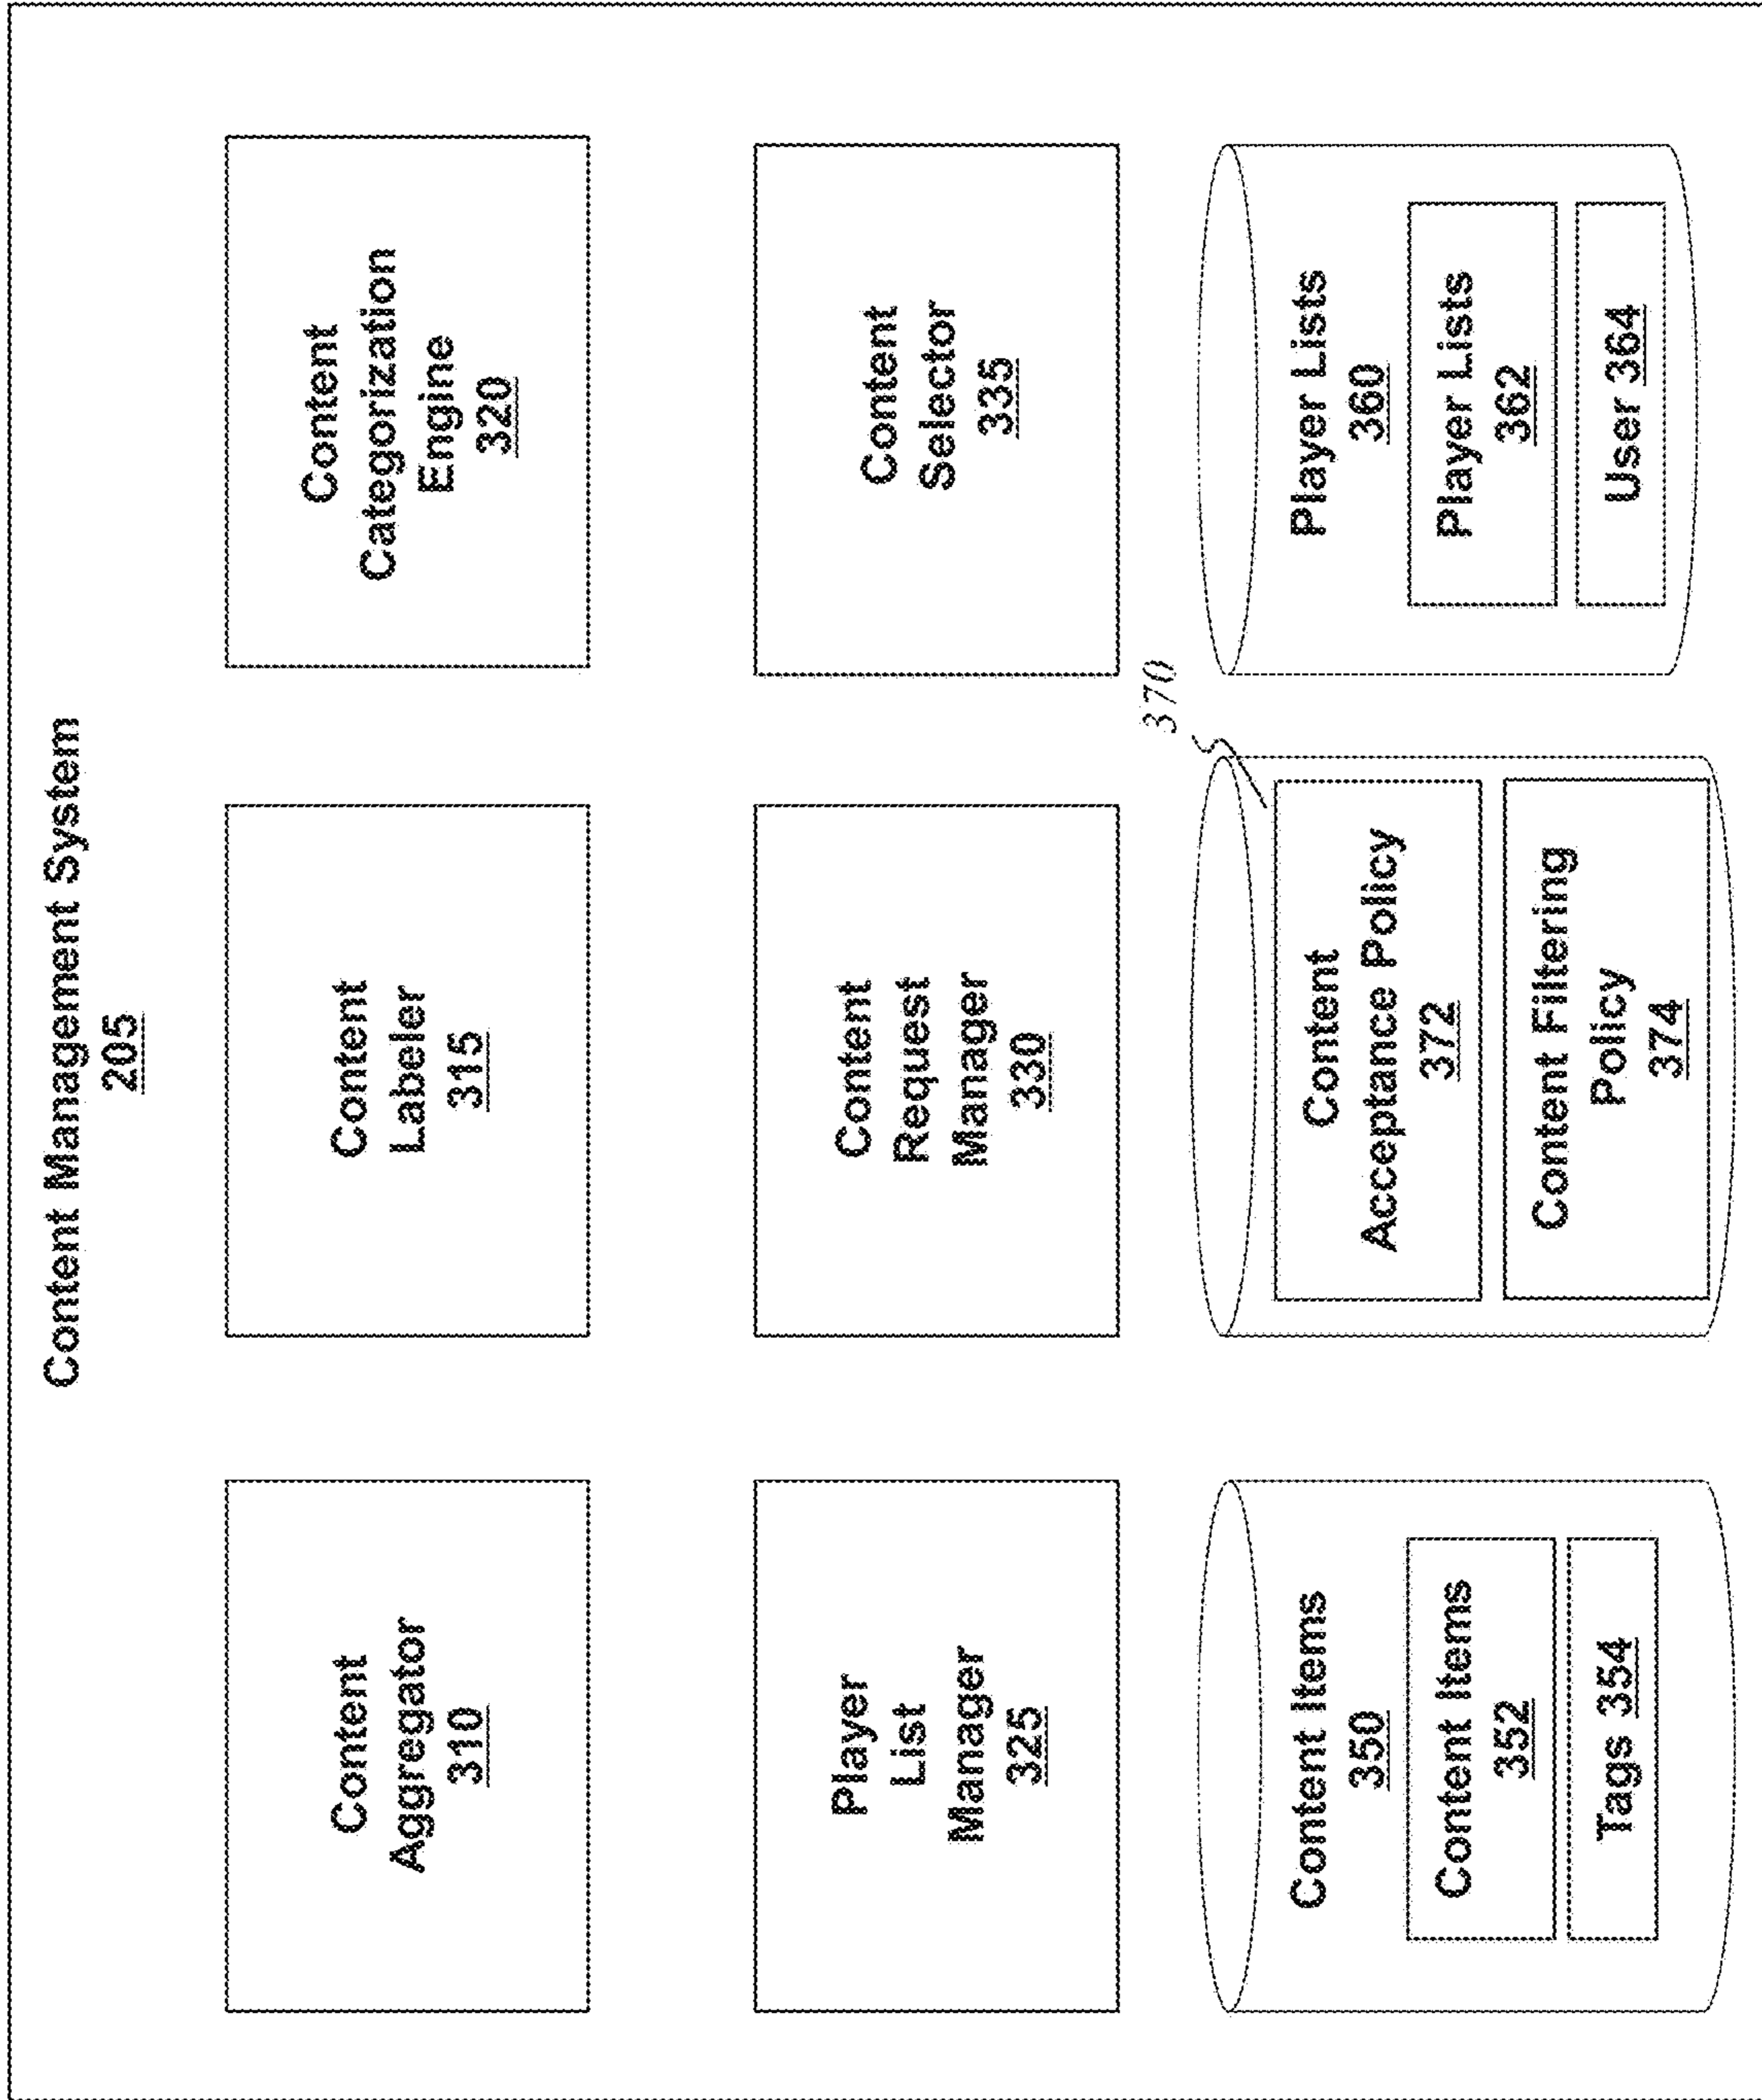 Content Management System
205
Content
Aggregator
310
Content
Labeler
315
Content
Categorization
Engine
320
Player
List
Manager
325
Content
Request
Manager
330
Content
Selector
335
Content Items
350
Content Items
352
Tags 354
370
Content
Acceptance Policy
372
Content Filtering
Policy
374
Player Lists
360
Player Lists
362
User 364